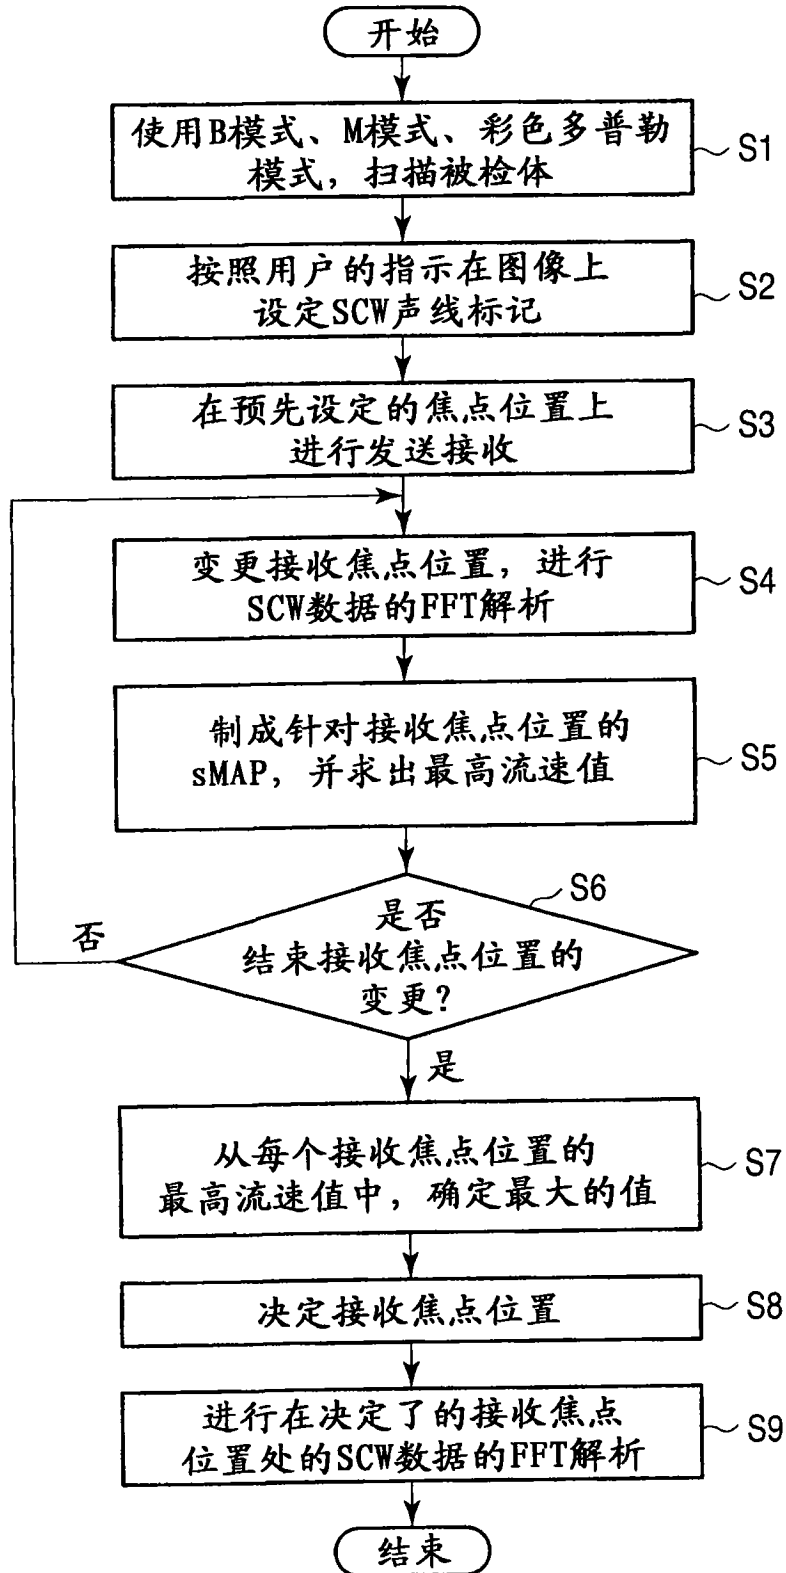 开始
使用B模式、M模式、彩色多普勒
模式，扫描被检体
S1
按照用户的指示在图像上
设定SCW声线标记
S2
在预先设定的焦点位置上
进行发送接收
S3
变更接收焦点位置，进行
SCW数据的FFT解析
S4
制成针对接收焦点位置的
sMAP，并求出最高流速值
S5
S6
是否
结束接收焦点位置的
变更？
否
是
从每个接收焦点位置的
最高流速值中，确定最大的值
S7
决定接收焦点位置
S8
进行在决定了的接收焦点
位置处的SCW数据的FFT解析
S9
结束